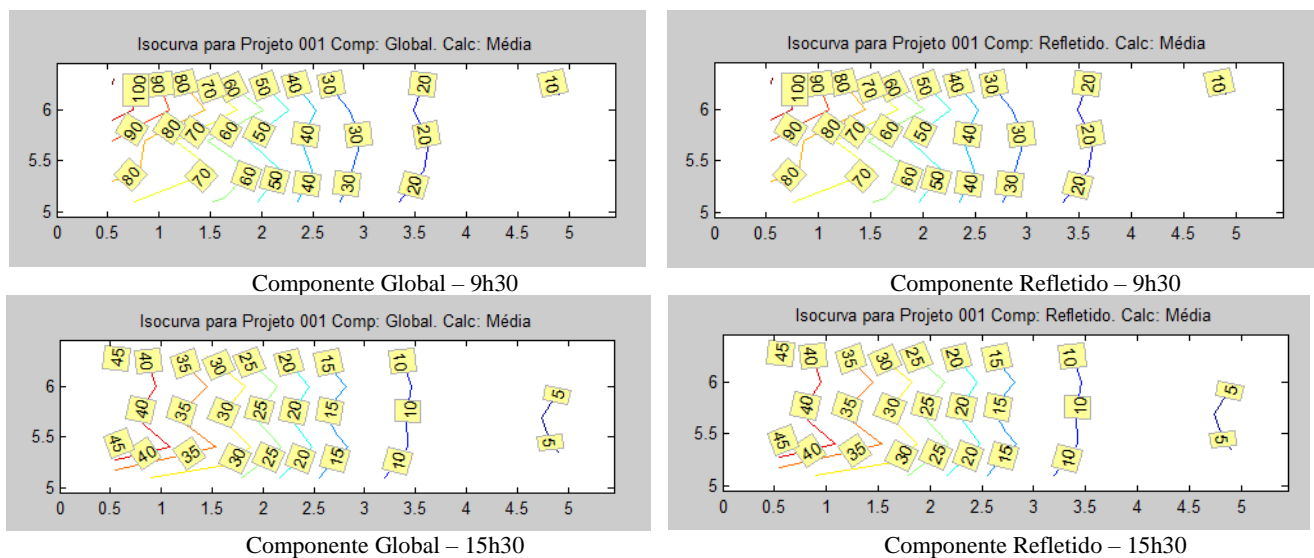 Isocurva para Projeto 001 Comp: Global. Calc: Média
100 90 80 70 60 50 40 30 20 10
6
90 80 70 60 50 40 30 20
5.5
80 70 60 50 40 30 20
5
0 0.5 1 1.5 2 2.5 3 3.5 4 4.5 5
Componente Global – 9h30
Isocurva para Projeto 001 Comp: Refletido. Calc: Média
100 90 80 70 60 50 40 30 20 10
6
90 80 70 60 50 40 30 20
5.5
80 70 60 50 40 30 20
5
0 0.5 1 1.5 2 2.5 3 3.5 4 4.5 5
Componente Refletido – 9h30
Isocurva para Projeto 001 Comp: Global. Calc: Média
45 40 35 30 25 20 15 10
6
5
40 35 30 25 20 15 10
5.5
45 40 35 30 25 20 15 10 5
5
0 0.5 1 1.5 2 2.5 3 3.5 4 4.5 5
Componente Global – 15h30
Isocurva para Projeto 001 Comp: Refletido. Calc: Média
45 40 35 30 25 20 15 10
6
5
40 35 30 25 20 15 10
5.5
45 40 35 30 25 20 15 10 5
5
0 0.5 1 1.5 2 2.5 3 3.5 4 4.5 5
Componente Refletido – 15h30